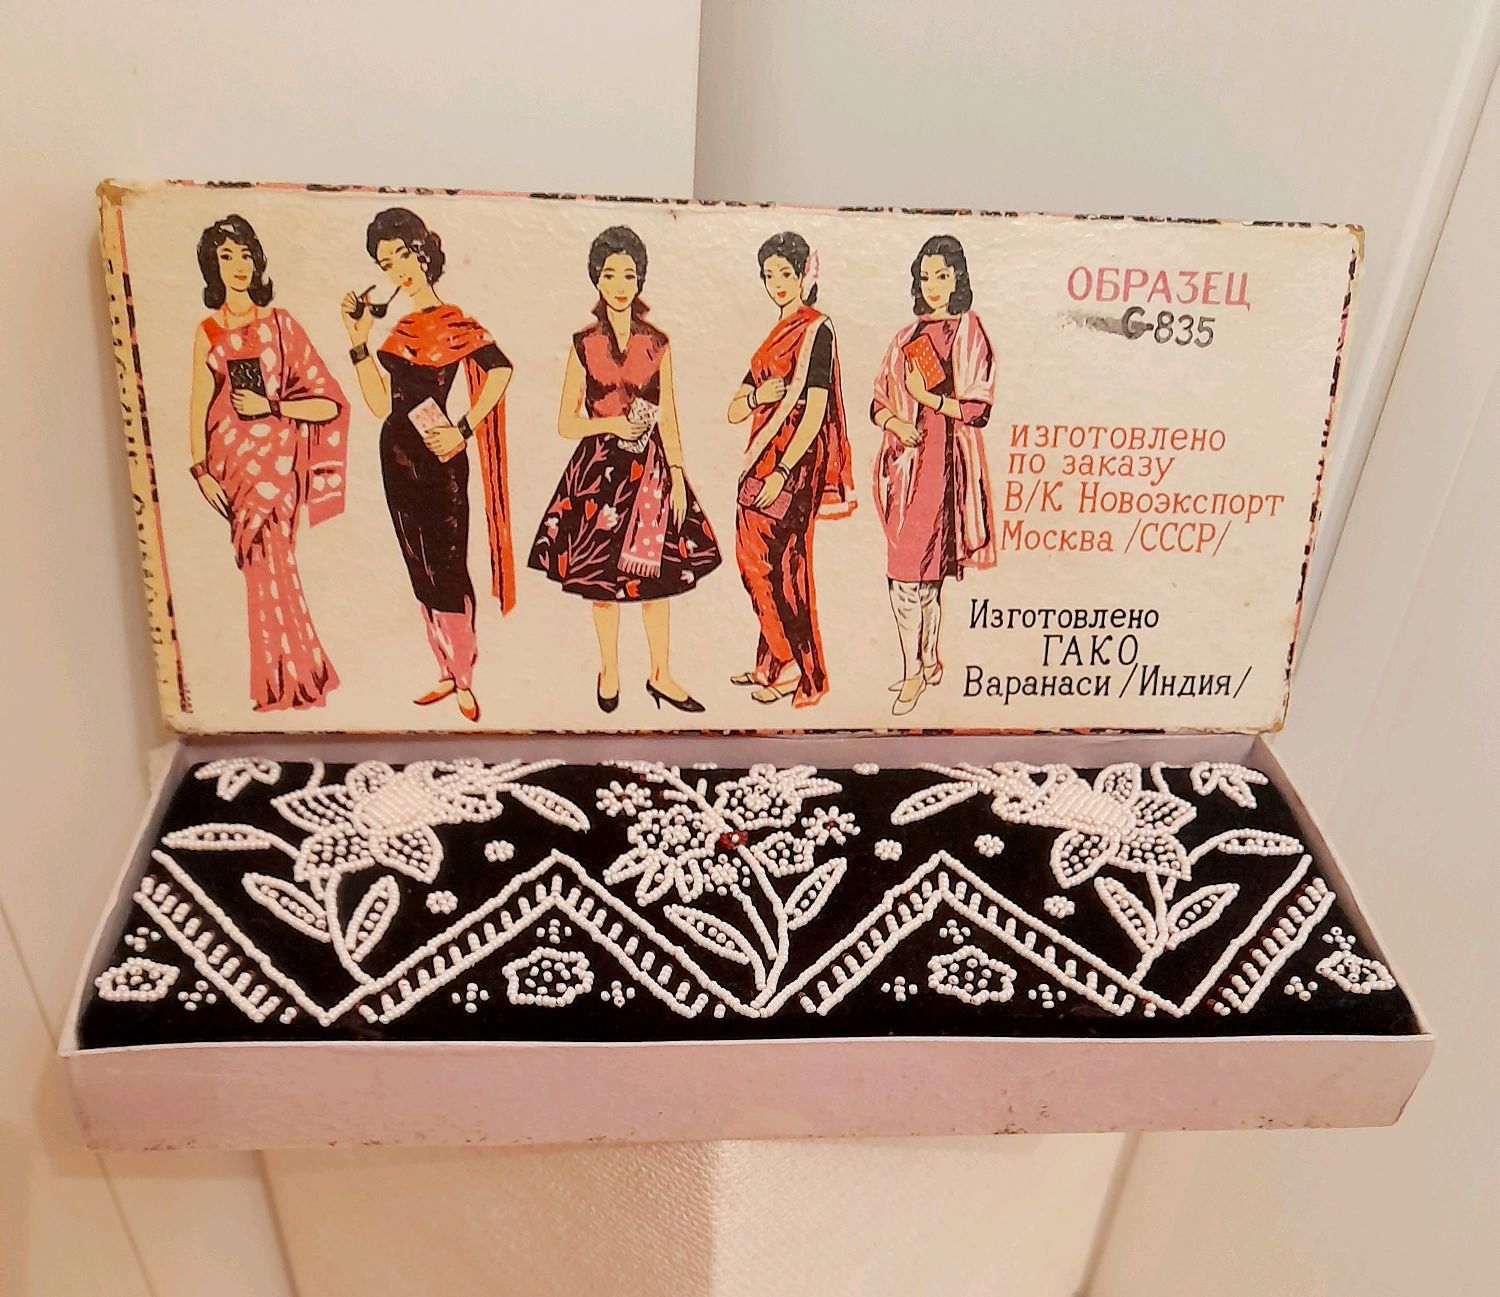 ОБРАЗЕЦ
G-835
изготовлено
по заказу
В/К Новоэкспорт
Москва /СССР/
Изготовлено
ГАКО
Варанаси /Индия/